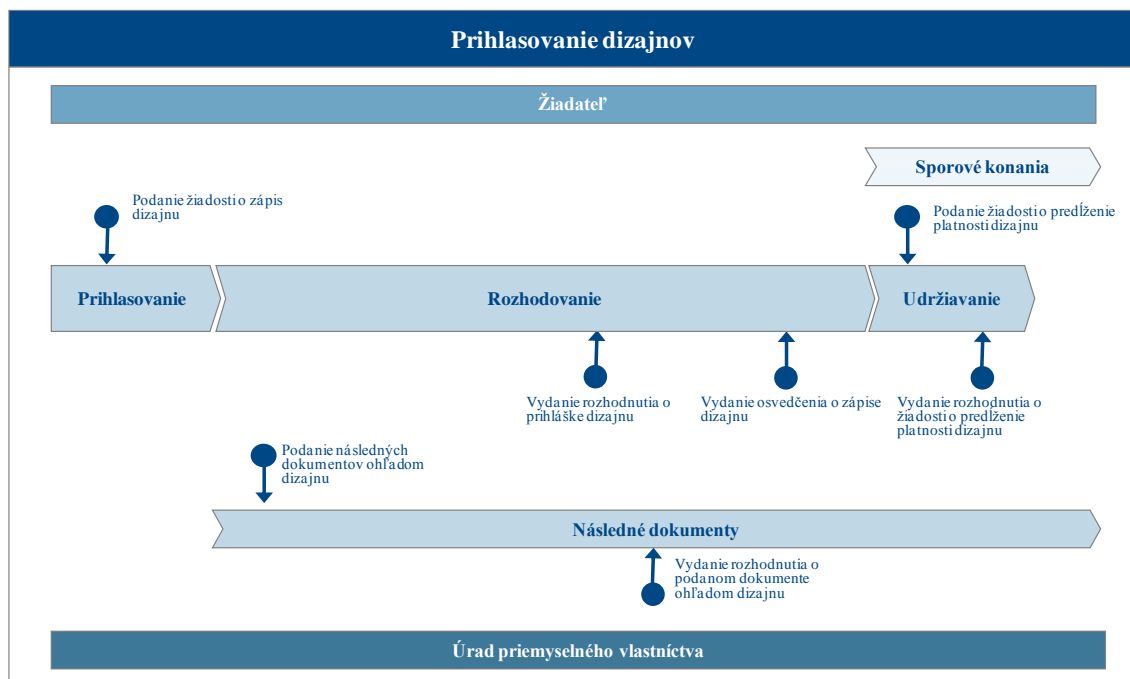 Prihlasovanie dizajnov
Žiadateľ
Sporové konania
Podanie žiadosti o zápis
dizajnu
Podanie žiadosti o predĺženie
platnosti dizajnu
Prihlasovanie
Rozhodovanie
Udržiavanie
Vydanie rozhodnutia o
prihláške dizajnu
Vydanie osvedčenia o zápise
dizajnu
Vydanie rozhodnutia o
žiadosti o predĺženie
platnosti dizajnu
Podanie následných
dokumentov ohľadom
dizajnu
Následné dokumenty
Vydanie rozhodnutia o
podanom dokumente
ohľadom dizajnu
Úrad priemyselného vlastníctva